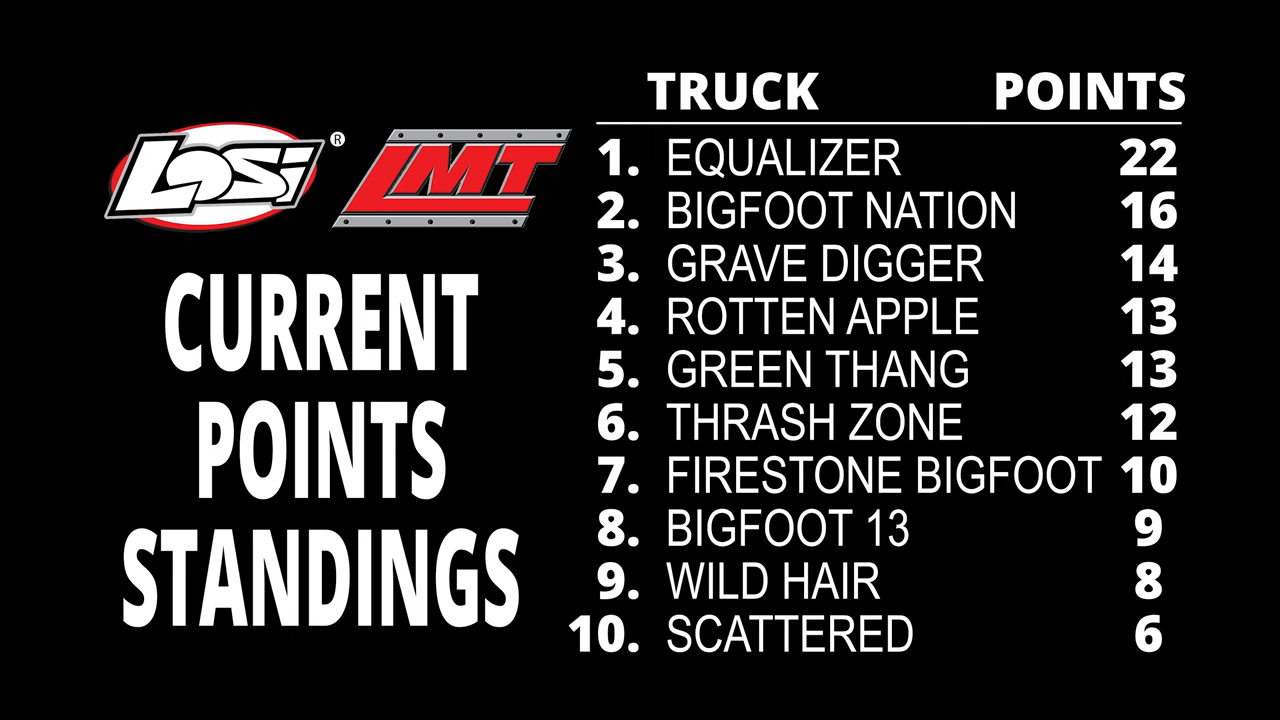 LOSI ® LMT
CURRENT
POINTS
STANDINGS
TRUCK POINTS
1. EQUALIZER 22
2. BIGFOOT NATION 16
3. GRAVE DIGGER 14
4. ROTTEN APPLE 13
5. GREEN THANG 13
6. THRASH ZONE 12
7. FIRESTONE BIGFOOT 10
8. BIGFOOT 13 9
9. WILD HAIR 8
10. SCATTERED 6